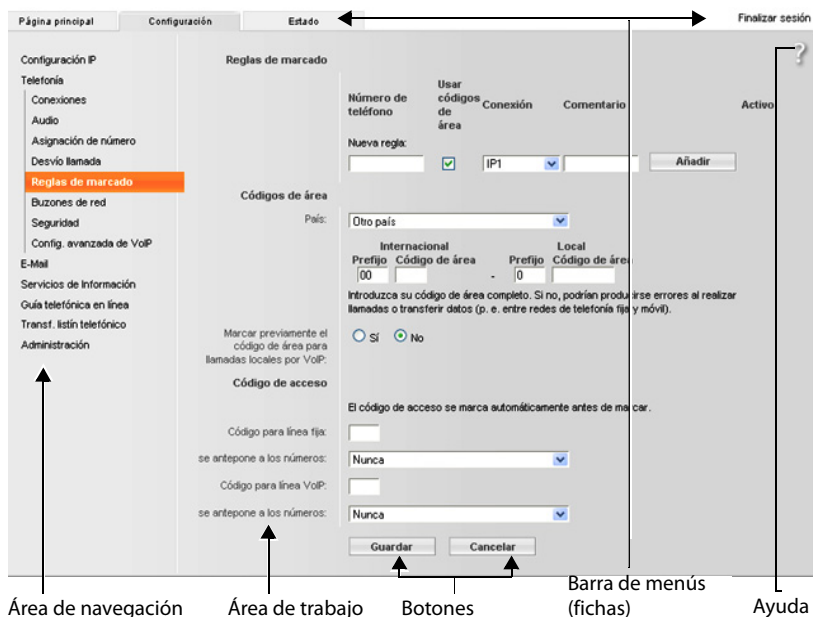 Página principal Configuración Estado Finalizar sesión
?
Configuración IP
Telefonía
Conexiones
Audio
Asignación de número
Desvío llamada
Reglas de marcado
Buzones de red
Seguridad
Config. avanzada de VoIP
E-Mail
Servicios de Información
Guía telefónica en línea
Transf. listín telefónico
Administración
Reglas de marcado
Número de teléfono
Usar códigos de área
Conexión
Comentario
Activo
Nueva regla:
IP1
Añadir
Códigos de área
País:
Otro país
Internacional Local
Prefijo Código de área Prefijo Código de área
00 - 0
Introduzca su código de área completo. Si no, podrían producirse errores al realizar
llamadas o transferir datos (p. e. entre redes de telefonía fija y móvil).
Marcar previamente el
código de área para
llamadas locales por VoIP:
Sí No
Código de acceso
El código de acceso se marca automáticamente antes de marcar.
Código para línea fija:
se antepone a los números:
Nunca
Código para línea VoIP:
se antepone a los números:
Nunca
Guardar Cancelar
Área de navegación
Área de trabajo
Botones
Barra de menús
(fichas)
Ayuda